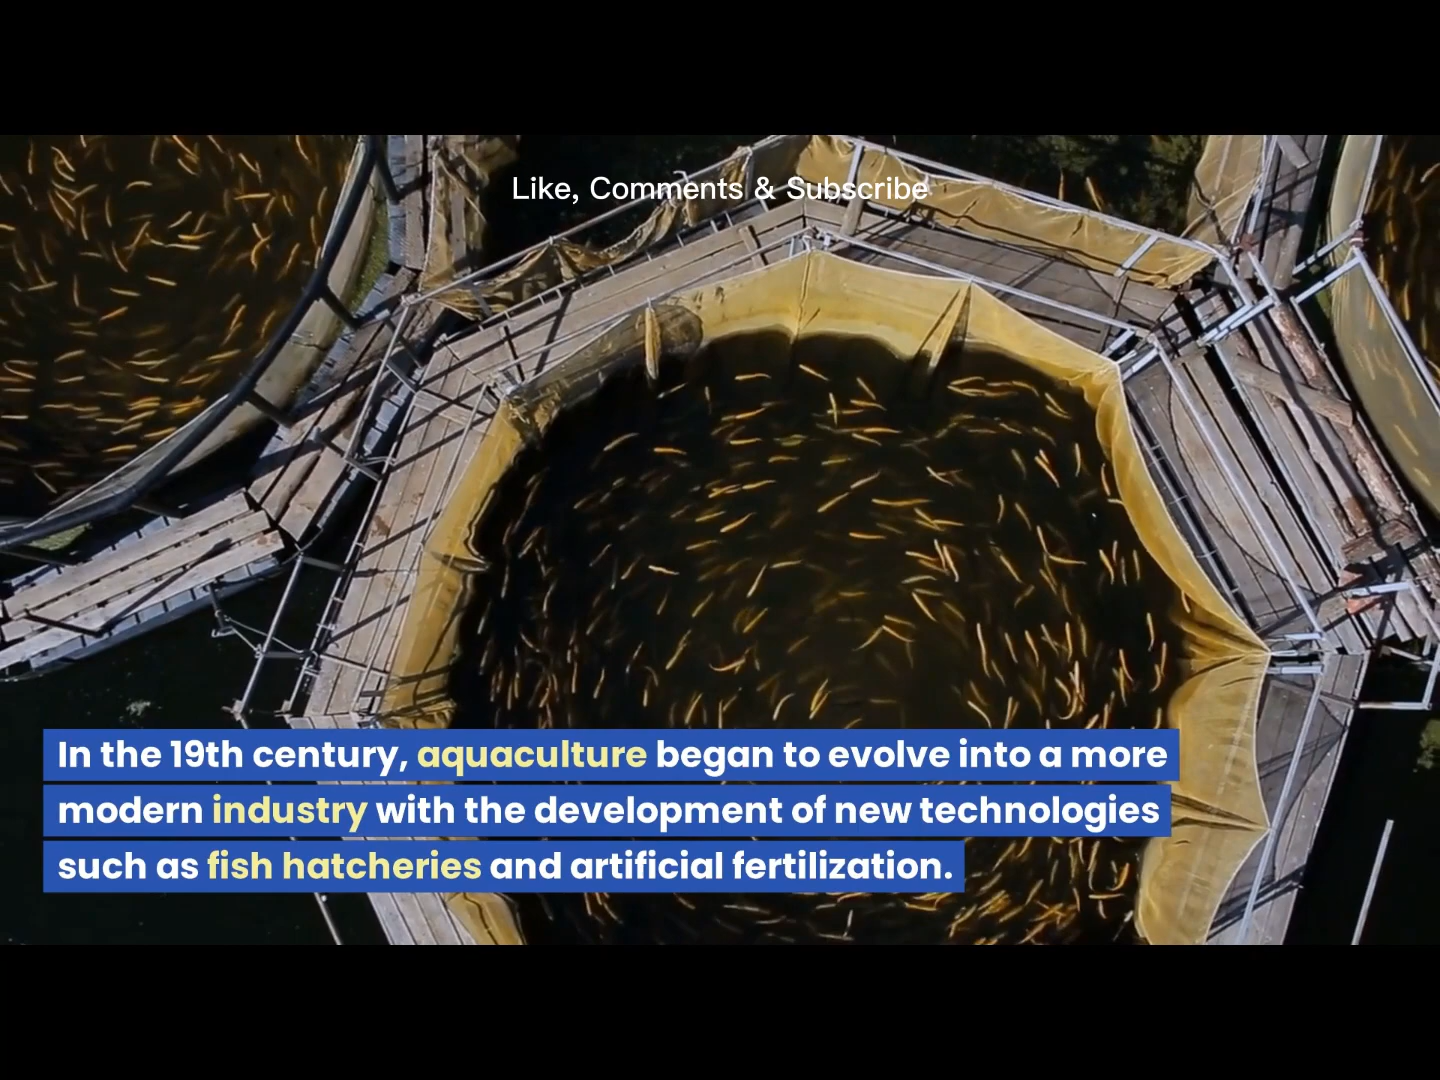 Like, Comments & Subscribe
In the 19th century, aquaculture began to evolve into a more
modern industry with the development of new technologies
such as fish hatcheries and artificial fertilization.